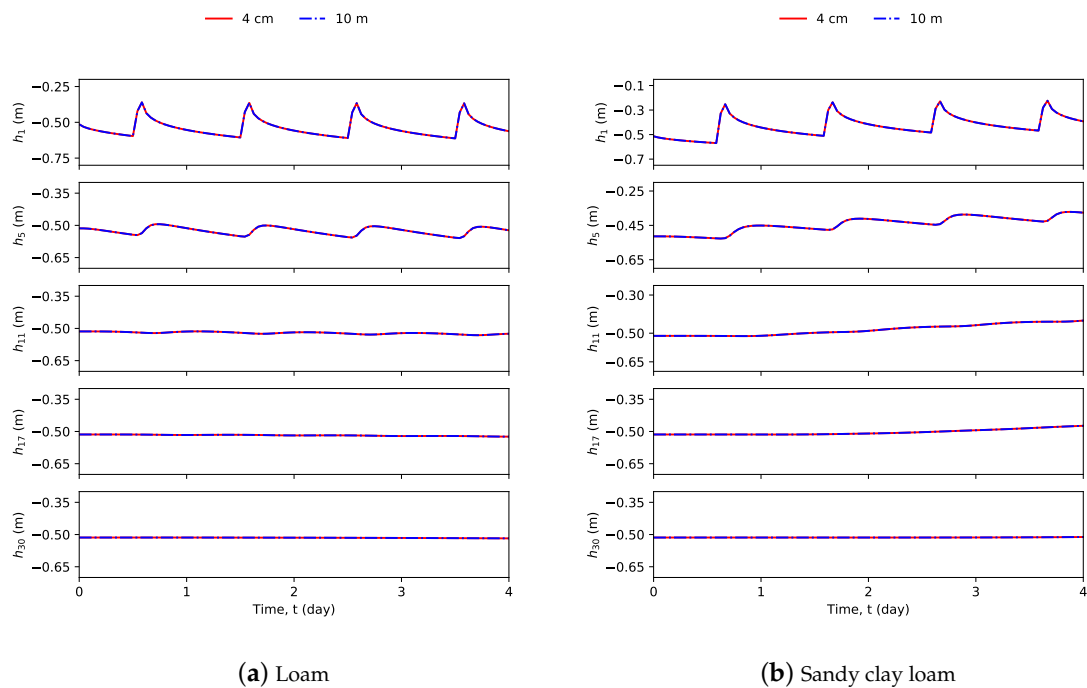 4 cm 10 m
−0.25
−0.50
−0.75
h1 (m)
−0.35
−0.50
−0.65
h5 (m)
−0.35
−0.50
−0.65
h11 (m)
−0.35
−0.50
−0.65
h17 (m)
−0.35
−0.50
−0.65
h30 (m)
0 1 2 3 4
Time, t (day)
(a) Loam
4 cm 10 m
−0.1
−0.3
−0.5
−0.7
h1 (m)
−0.25
−0.45
−0.65
h5 (m)
−0.30
−0.50
−0.65
h11 (m)
−0.35
−0.50
−0.65
h17 (m)
−0.35
−0.50
−0.65
h30 (m)
0 1 2 3 4
Time, t (day)
(b) Sandy clay loam